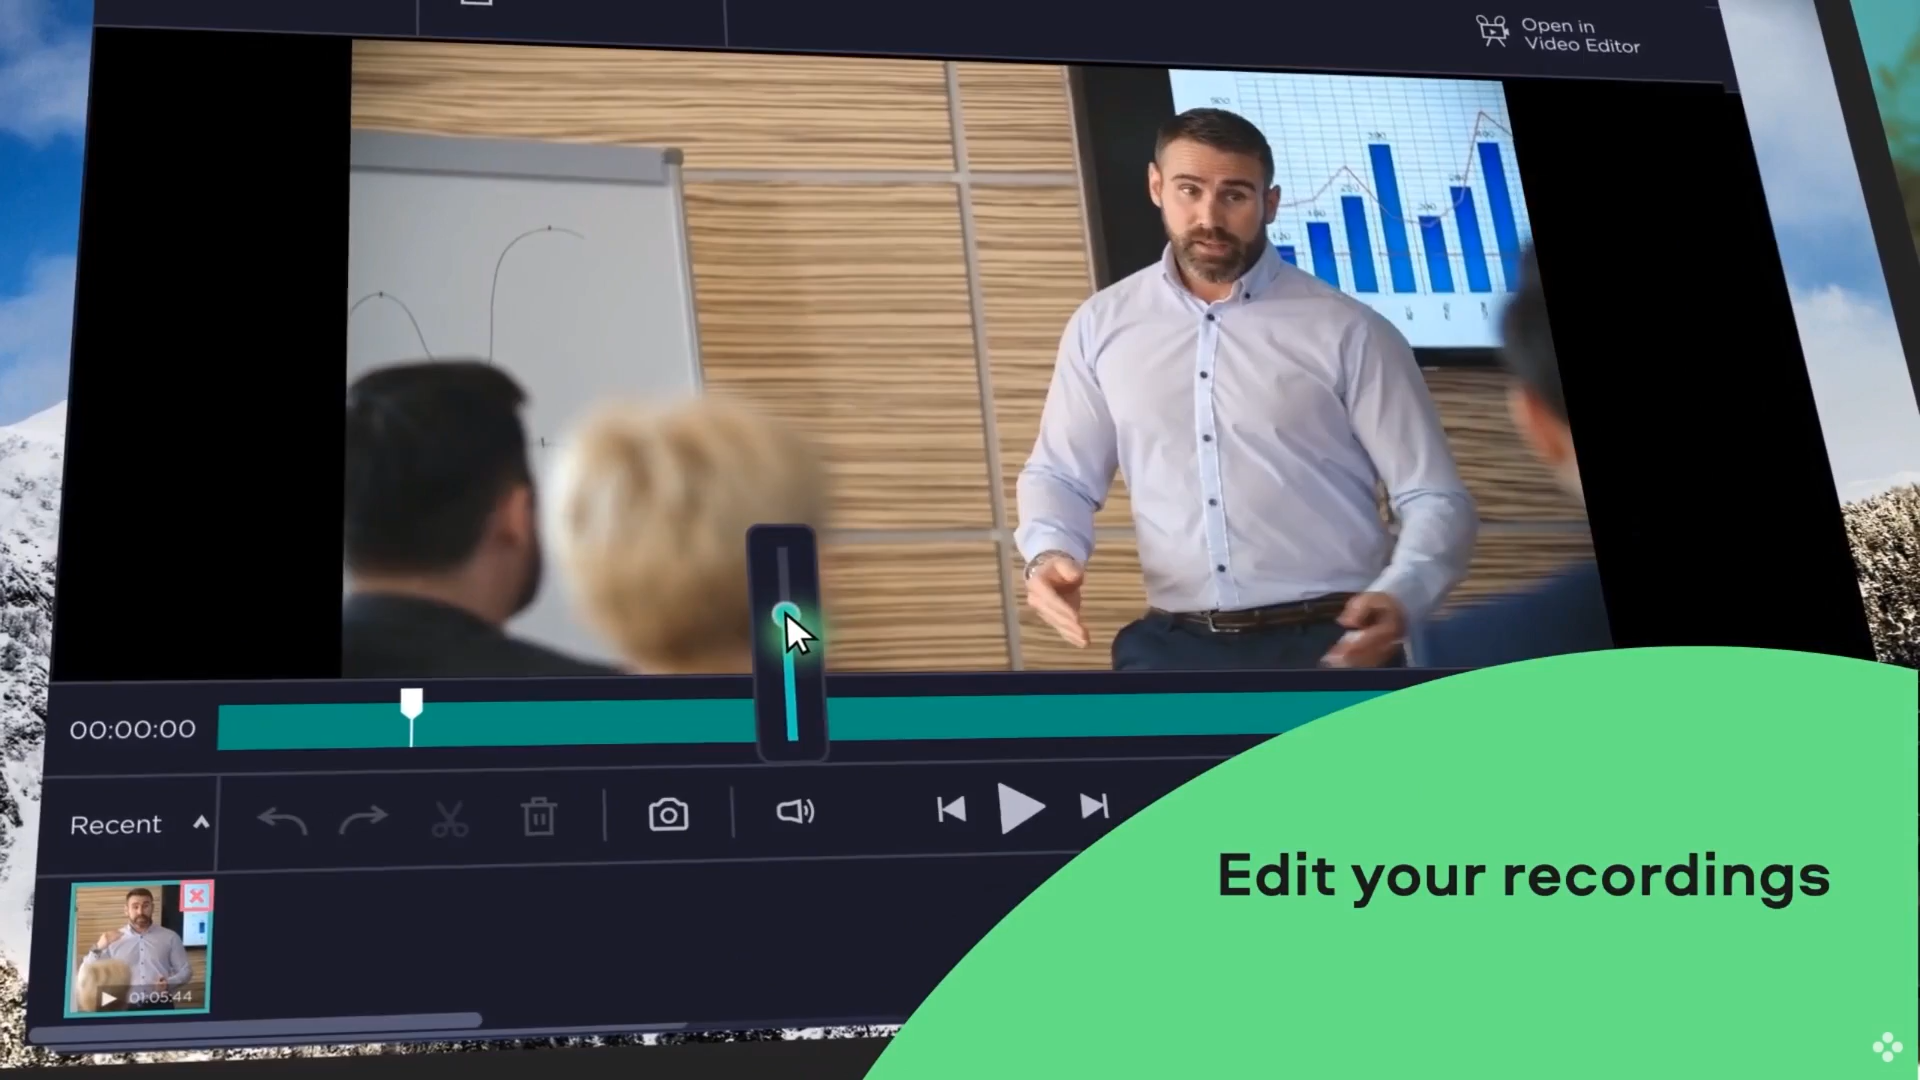 Open in
Video Editor
00:00:00
Recent
01:05:44
Edit your recordings